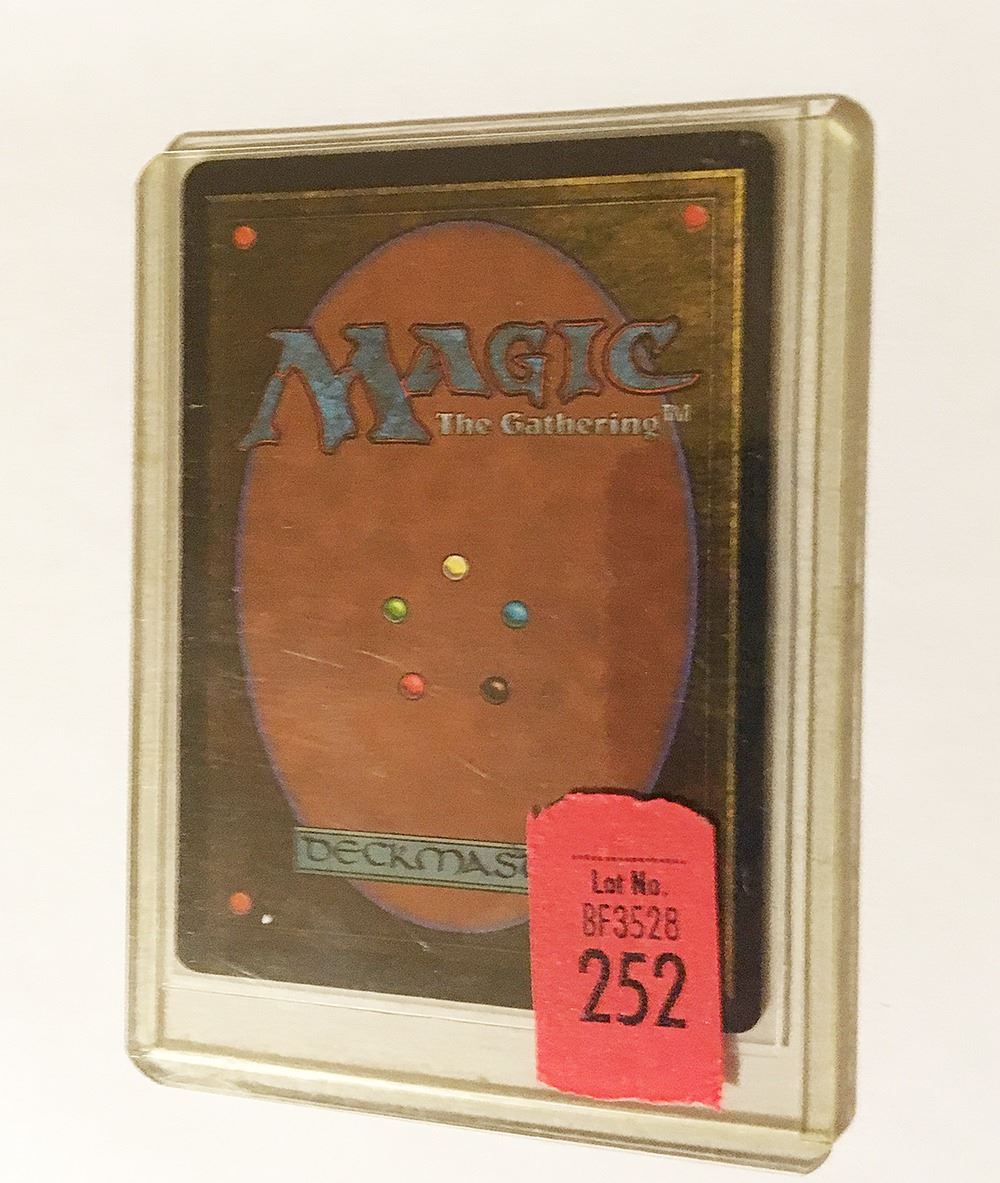 MAGIC
The Gathering™
DECKMAS
Lot No.
BF3528
252